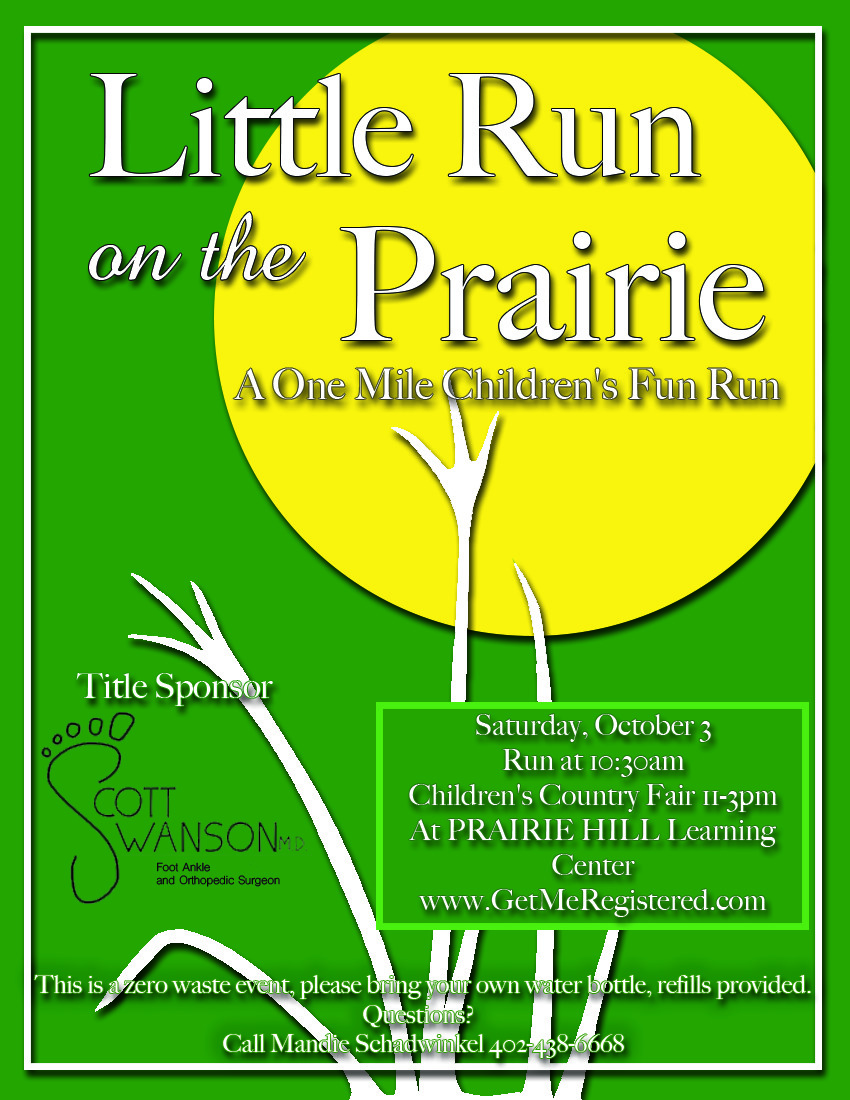 Little Run
on the Prairie
A One Mile Children's Fun Run
Title Sponsor
SCOTT
SWANSON MD
Foot Ankle
and Orthopedic Surgeon
Saturday, October 3
Run at 10:30am
Children's Country Fair 11-3pm
At PRAIRIE HILL Learning
Center
www.GetMeRegistered.com
This is a zero waste event, please bring your own water bottle, refills provided.
Questions?
Call Mandie Schadwinkel 402-438-6668